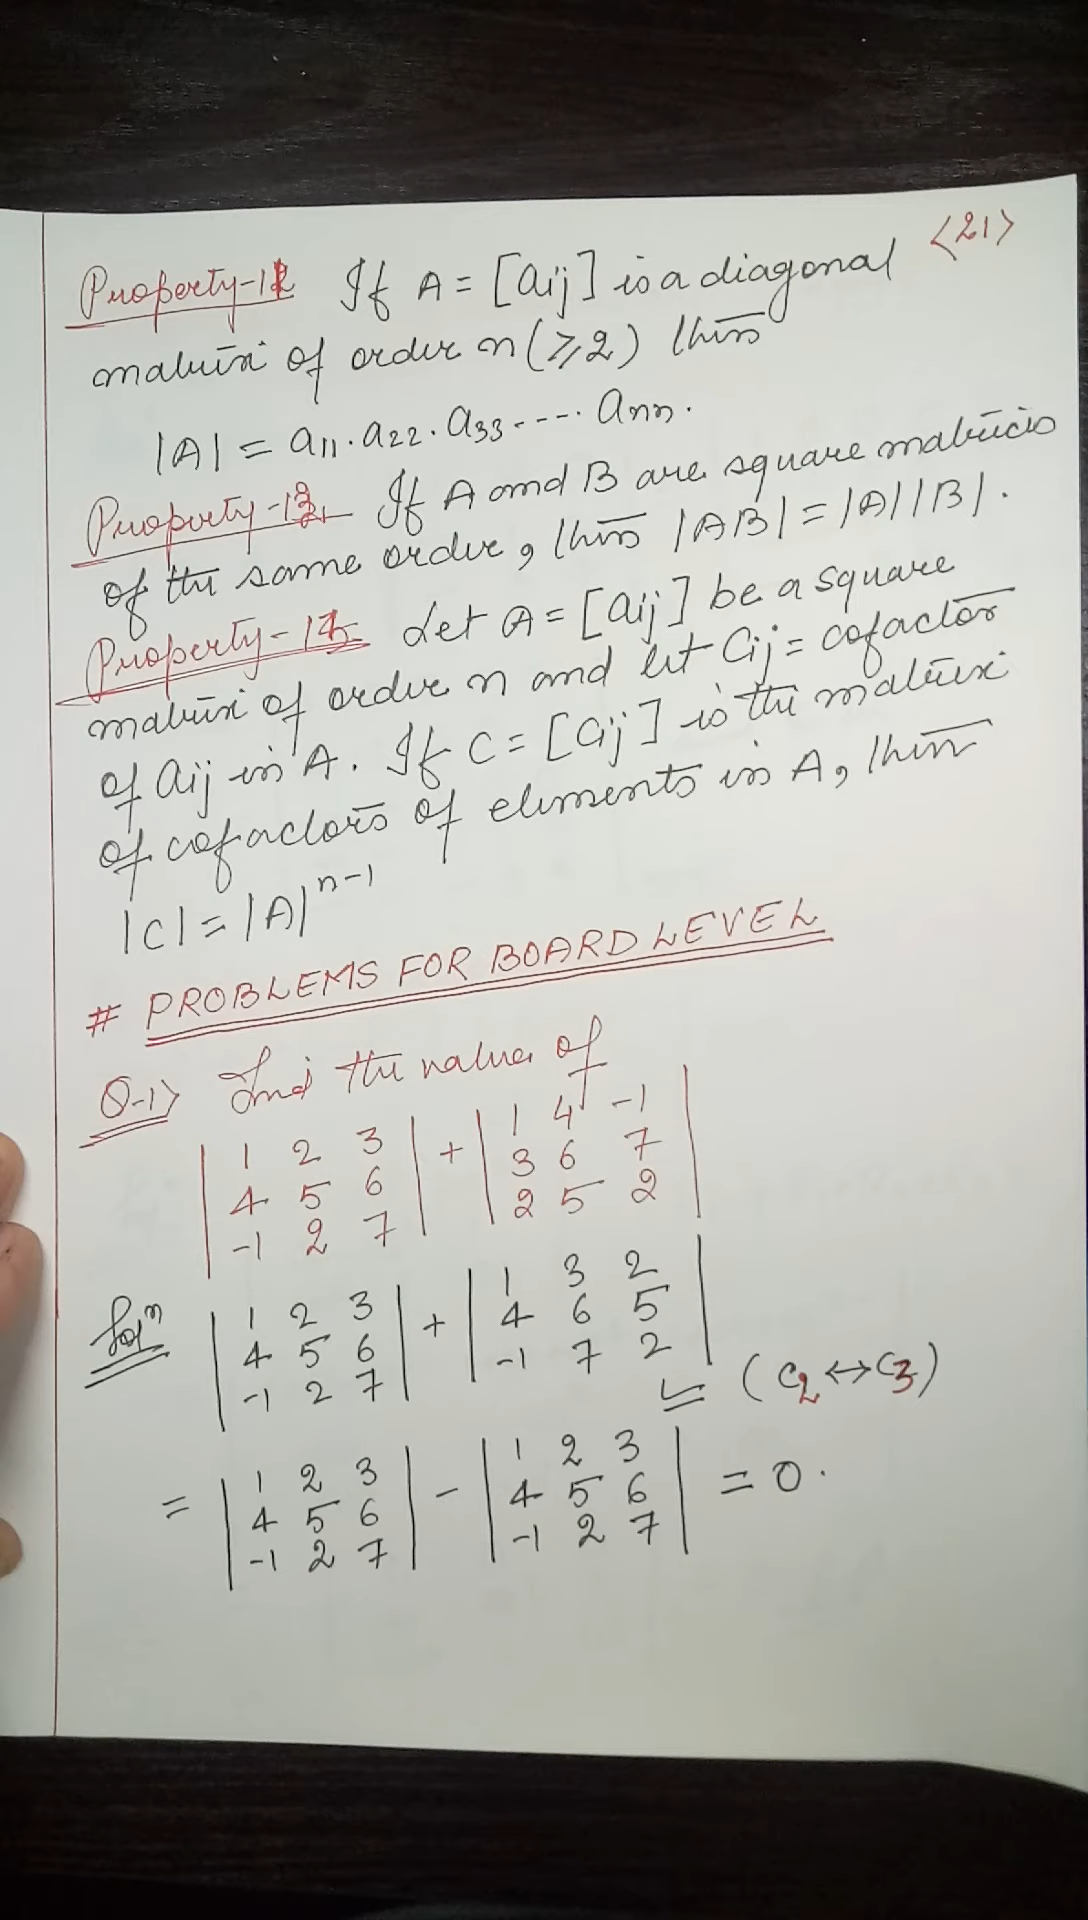 <21>
Property-12 If A = [aij] is a diagonal
matrix of order n (≥2) then
|A| = a11 . a22 . a33 ---- . ann .
Property-13 If A and B are square matrices
of the same order, then |AB| = |A||B| .
Property-14 Let A = [aij] be a square
matrix of order n and let Cij = cofactor
of aij in A. If C = [Cij] is the matrix
of cofactors of elements in A, then
|C| = |A|^n-1
# PROBLEMS FOR BOARD LEVEL
Q-1> Find the value of
| 1 2 3 | + | 1 4 -1 |
| 4 5 6 | | 3 6 7 |
| -1 2 7 | | 2 5 2 |
Sol^n | 1 2 3 | + | 1 3 2 |
| 4 5 6 | | 4 6 5 |
| -1 2 7 | | -1 7 2 |
(C2 ↔ C3)
= | 1 2 3 | - | 1 2 3 | = 0 .
| 4 5 6 | | 4 5 6 |
| -1 2 7 | | -1 2 7 |